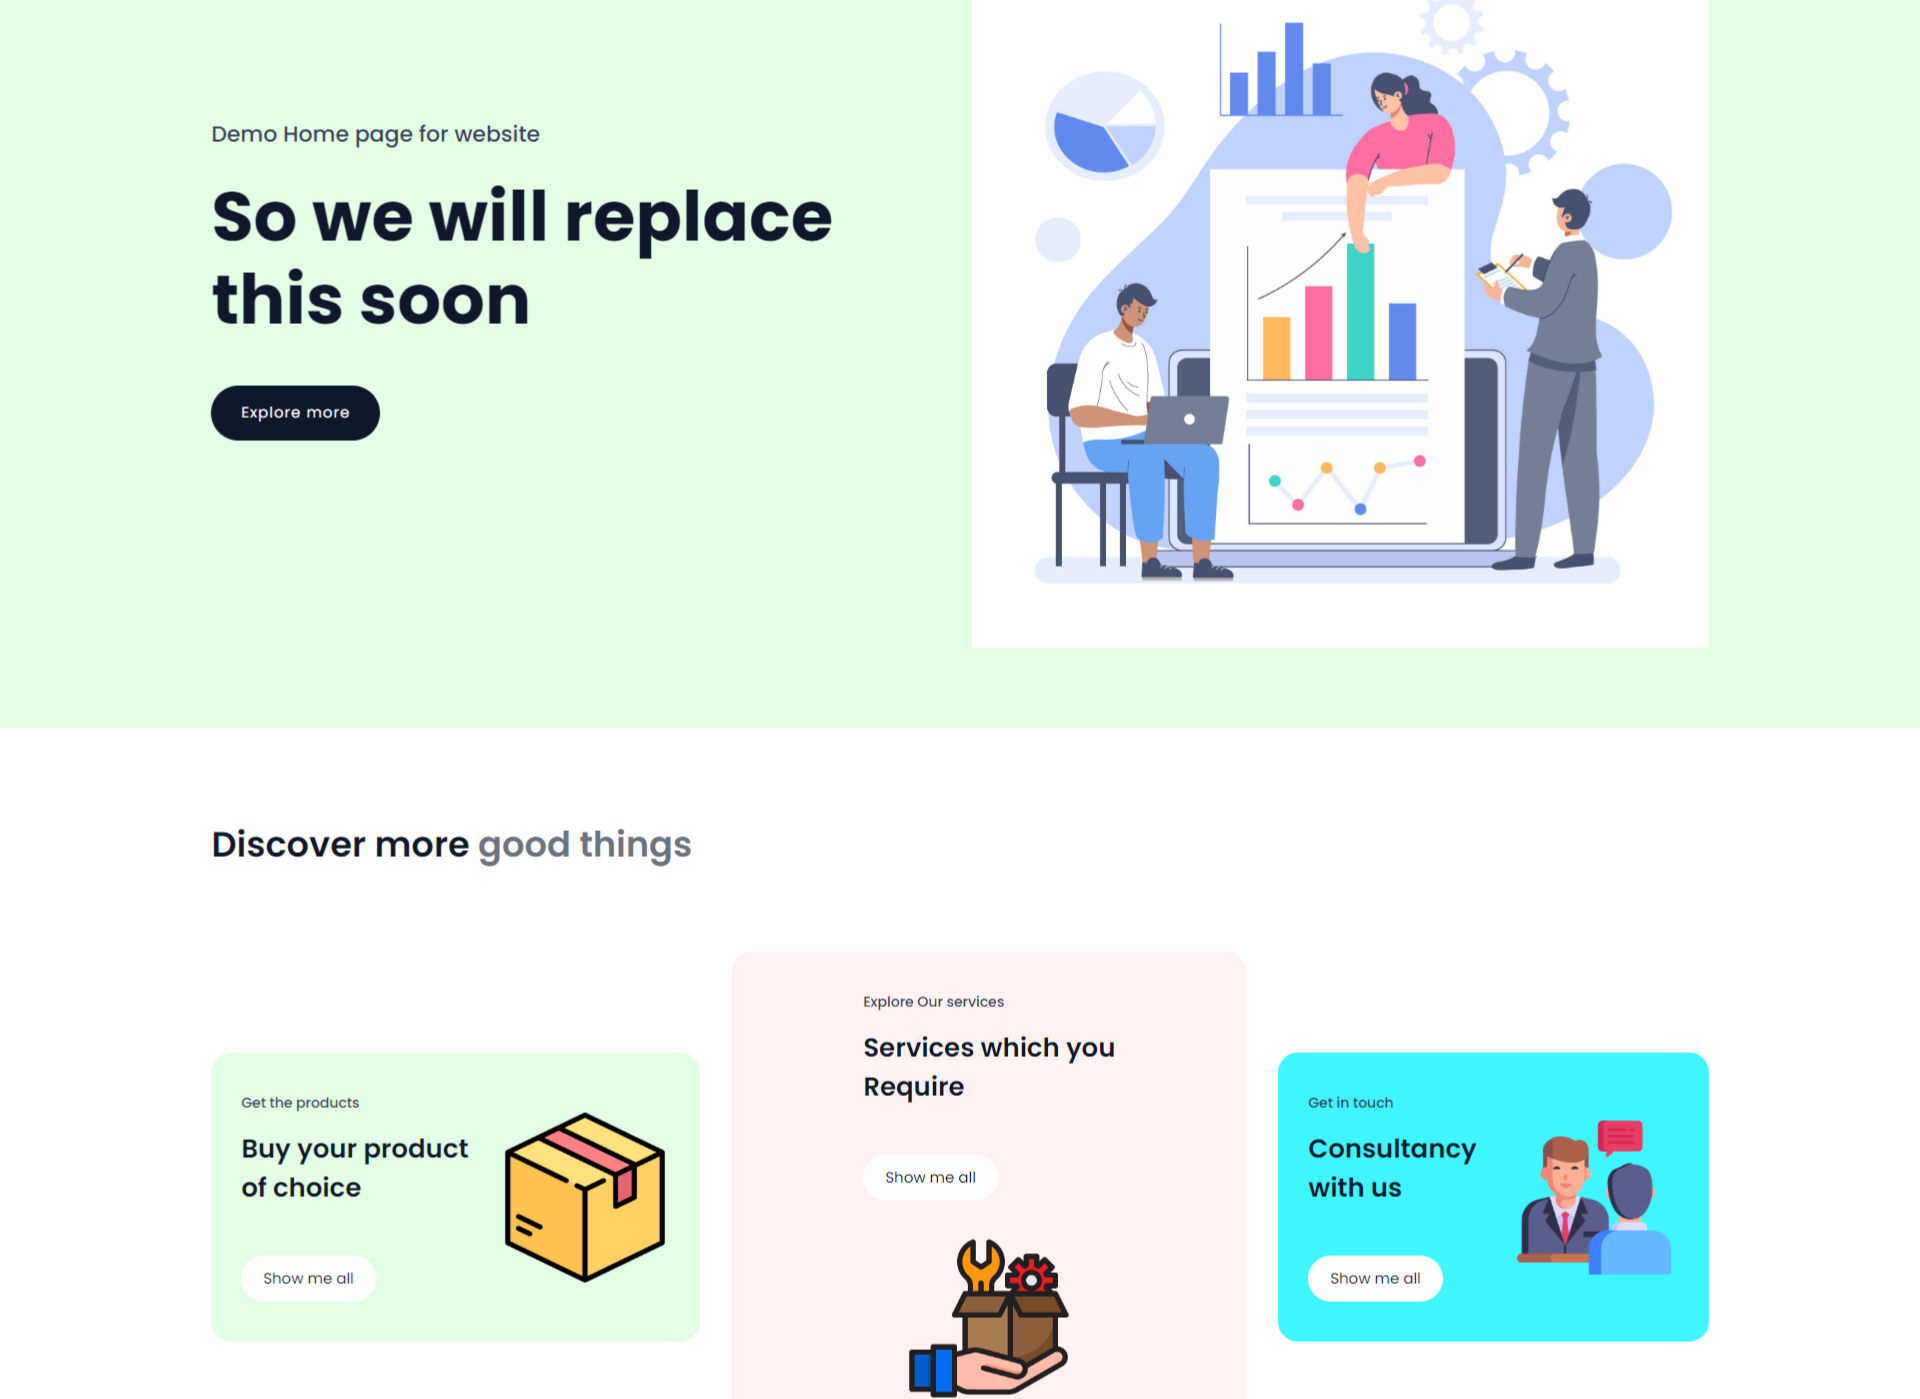 Demo Home page for website
So we will replace
this soon
Explore more
Discover more good things
Explore Our services
Services which you
Require
Show me all
Get the products
Buy your product
of choice
Show me all
Get in touch
Consultancy
with us
Show me all